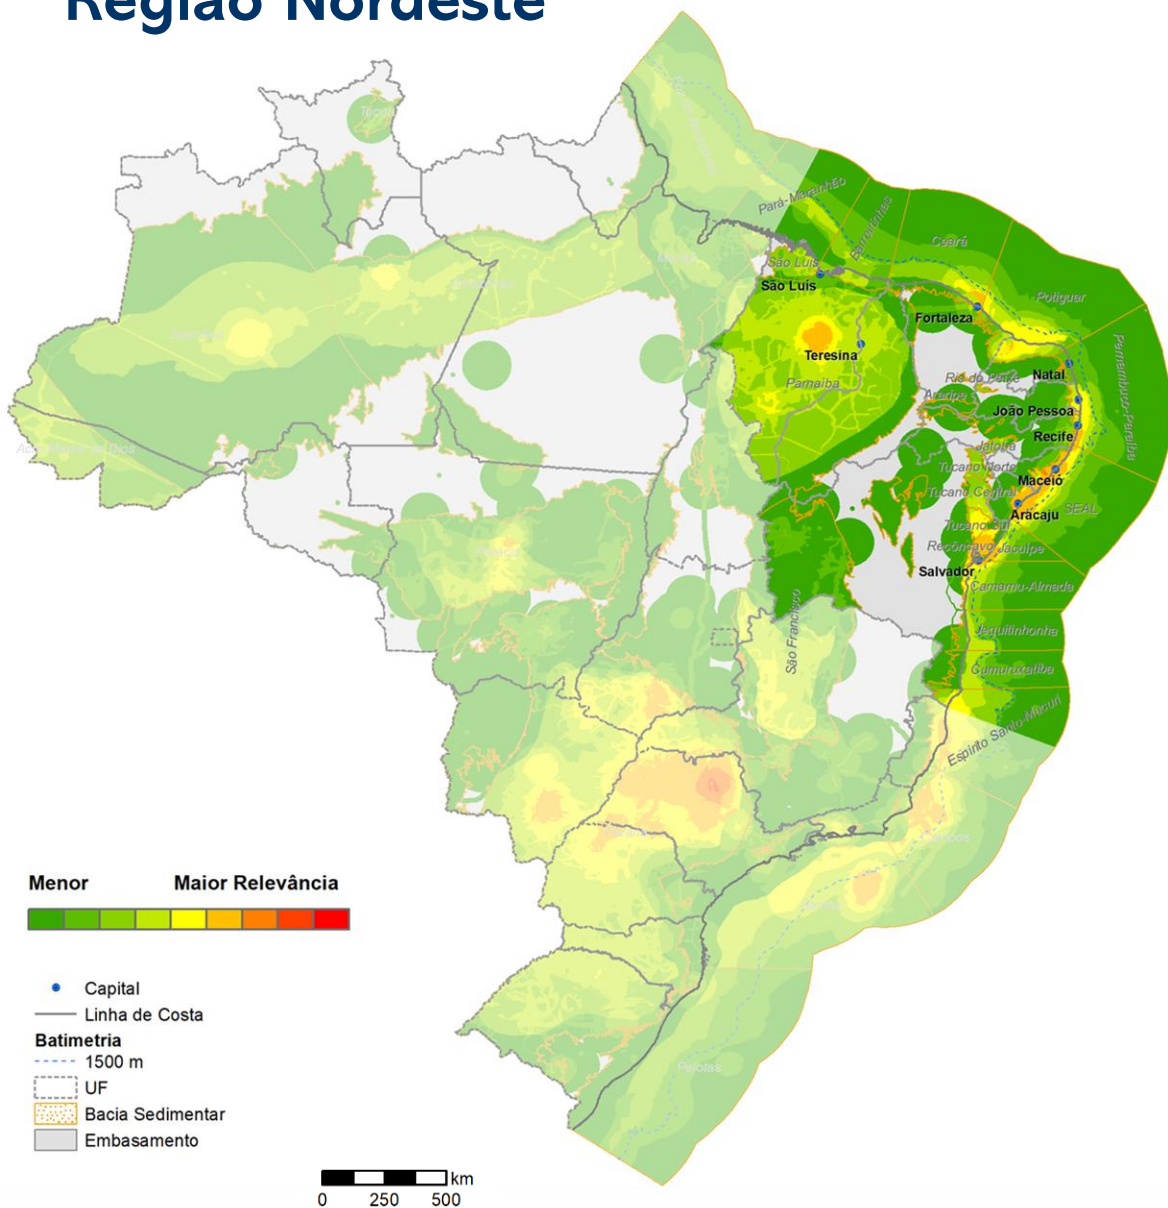 Região Nordeste
Pará-Maranhão
Barreirinhas
Ceará
São Luís
São Luís
Potiguar
Fortaleza
Teresina
Pernambuco-Paraíba
Parnaíba
Rio do Peixe
Natal
Araripe
João Pessoa
Recife
Jatobá
Tucano Norte
Maceió
Tucano Central
SEAL
Aracaju
Tucano Sul
Recôncavo
Jacuípe
Salvador
Camamu-Almada
São Francisco
Jequitinhonha
Cumuruxatiba
Espírito Santo-Mucuri
Pelotas
Menor
Maior Relevância
Capital
Linha de Costa
Batimetria
1500 m
UF
Bacia Sedimentar
Embasamento
km
0 250 500